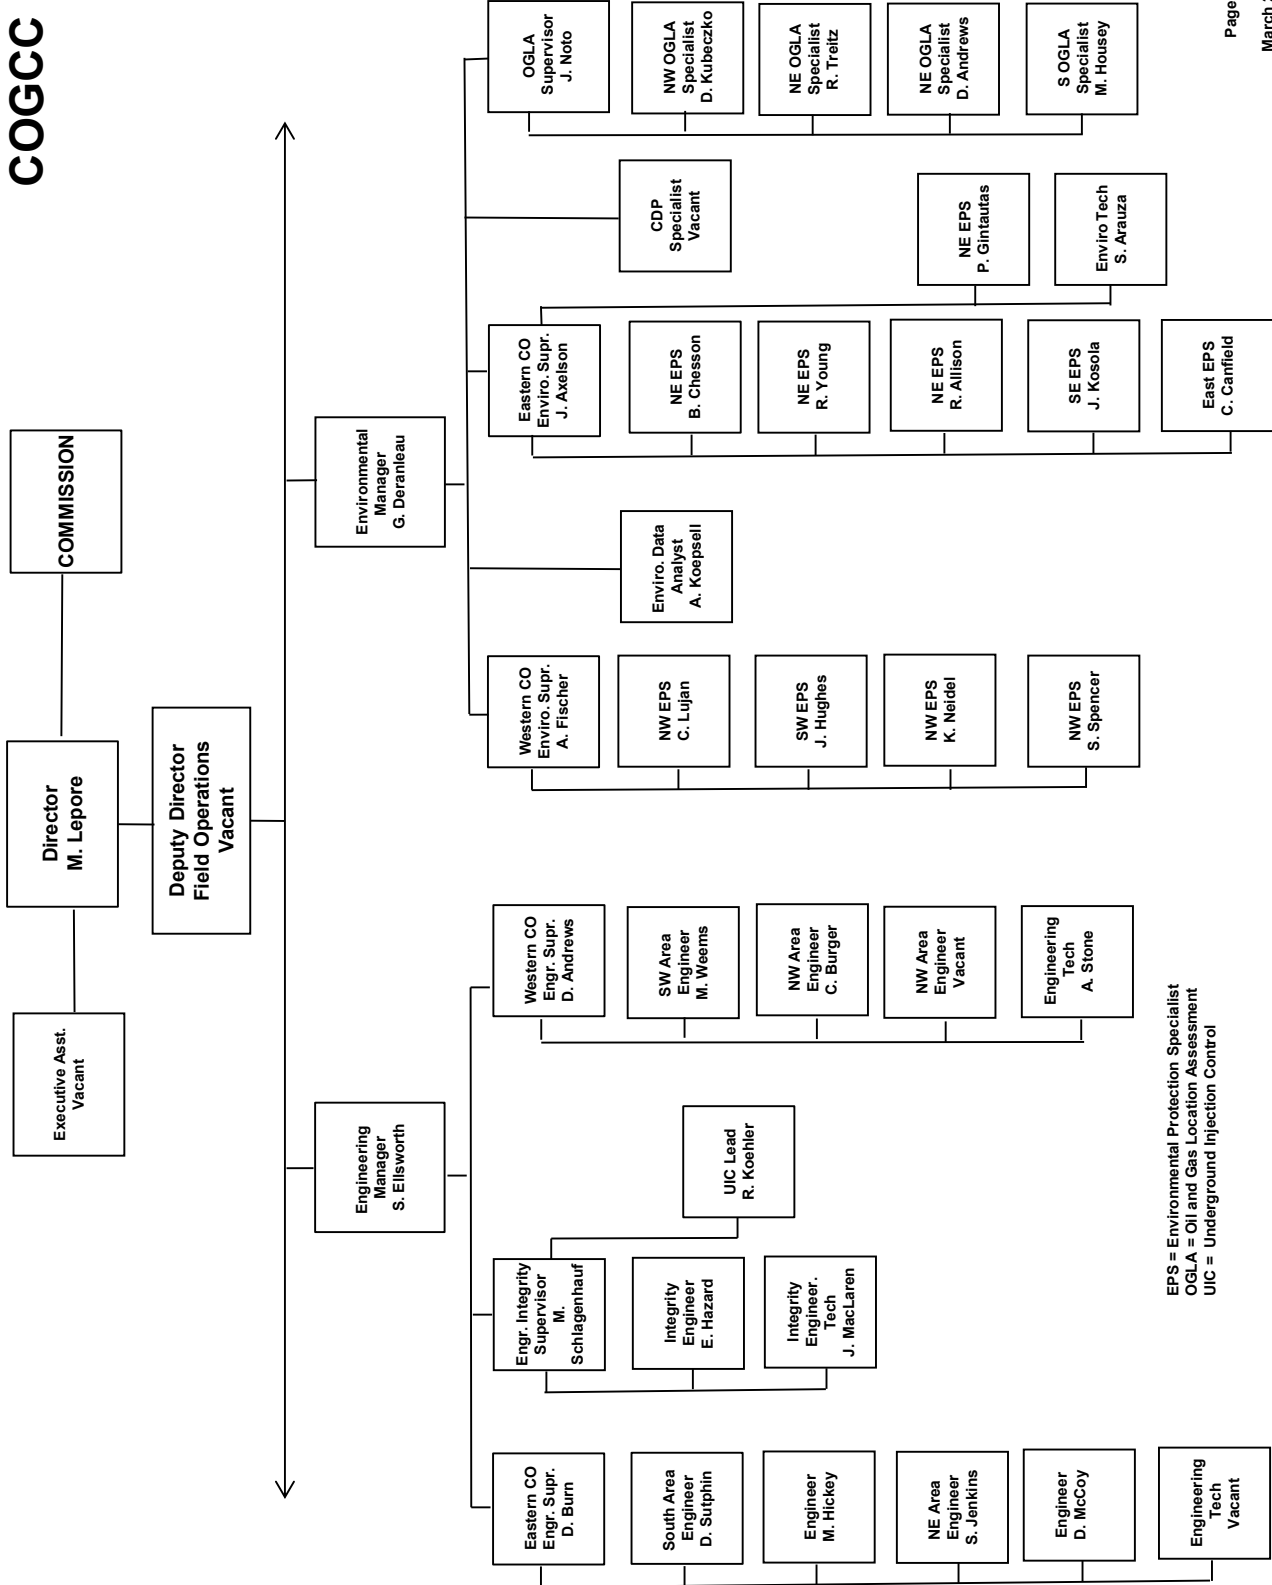 COGCC
COMMISSION
Director
M. Lepore
Executive Asst.
Vacant
Deputy Director
Field Operations
Vacant
Engineering
Manager
S. Ellsworth
Environmental
Manager
G. Deranleau
Eastern CO
Engr. Supr.
D. Burn
South Area
Engineer
D. Sutphin
Engineer
M. Hickey
NE Area
Engineer
S. Jenkins
Engineer
D. McCoy
Engineering
Tech
Vacant
Engr. Integrity
Supervisor
M.
Schlagenhauf
Integrity
Engineer
E. Hazard
Integrity
Engineer.
Tech
J. MacLaren
UIC Lead
R. Koehler
Western CO
Engr. Supr.
D. Andrews
SW Area
Engineer
M. Weems
NW Area
Engineer
C. Burger
NW Area
Engineer
Vacant
Engineering
Tech
A. Stone
Western CO
Enviro. Supr.
A. Fischer
NW EPS
C. Lujan
SW EPS
J. Hughes
NW EPS
K. Neidel
NW EPS
S. Spencer
Enviro. Data
Analyst
A. Koepsell
Eastern CO
Enviro. Supr.
J. Axelson
NE EPS
B. Chesson
NE EPS
R. Young
NE EPS
R. Allison
SE EPS
J. Kosola
East EPS
C. Canfield
NE EPS
P. Gintautas
Enviro Tech
S. Arauza
CDP
Specialist
Vacant
OGLA
Supervisor
J. Noto
NW OGLA
Specialist
D. Kubeczko
NE OGLA
Specialist
R. Treitz
NE OGLA
Specialist
D. Andrews
S OGLA
Specialist
M. Housey
EPS = Environmental Protection Specialist
OGLA = Oil and Gas Location Assessment
UIC = Underground Injection Control
Page
March